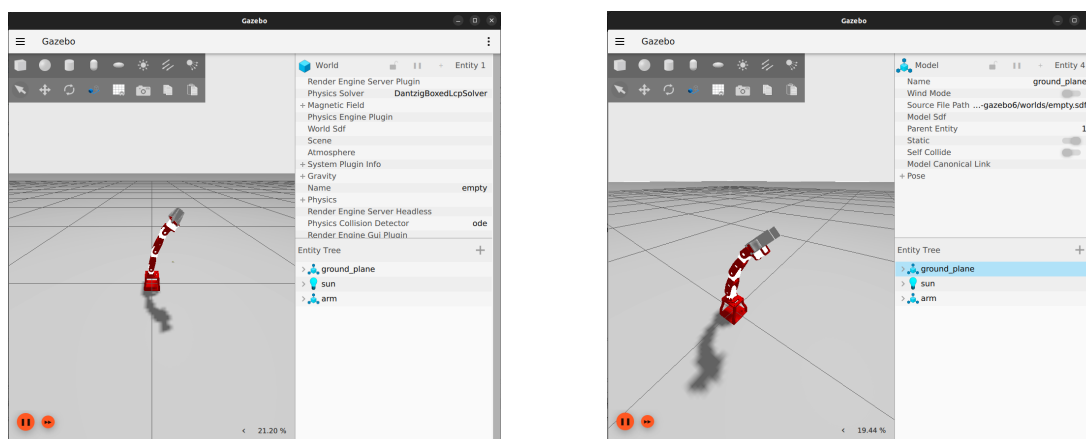 Gazebo
Gazebo
World
Entity 1
Render Engine Server Plugin
Physics Solver DantzigBoxedLcpSolver
+ Magnetic Field
Physics Engine Plugin
World Sdf
Scene
Atmosphere
+ System Plugin Info
+ Gravity
Name empty
+ Physics
Render Engine Server Headless
Physics Collision Detector ode
Render Engine Gui Plugin
Entity Tree +
> ground_plane
> sun
> arm
< 21.20 %
Gazebo
Gazebo
Model
Entity 4
Name ground_plane
Wind Mode
Source File Path ...-gazebo6/worlds/empty.sdf
Model Sdf
Parent Entity 1
Static
Self Collide
Model Canonical Link
+ Pose
Entity Tree +
> ground_plane
> sun
> arm
< 19.44 %